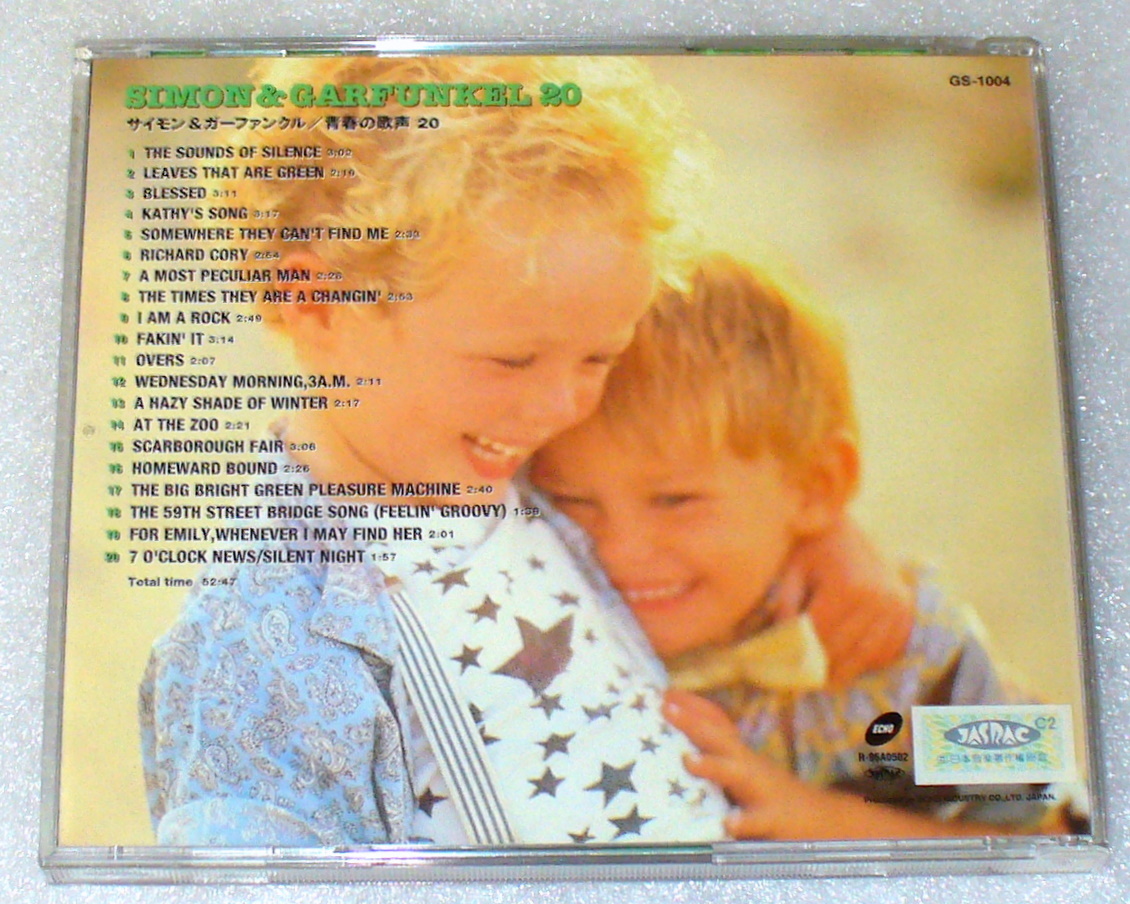 SIMON & GARFUNKEL 20
GS-1004
サイモン&ガーファンクル/青春の歌声 20
1 THE SOUNDS OF SILENCE 3:02
2 LEAVES THAT ARE GREEN 2:18
3 BLESSED 3:11
4 KATHY'S SONG 3:17
5 SOMEWHERE THEY CAN'T FIND ME 2:33
6 RICHARD CORY 2:54
7 A MOST PECULIAR MAN 2:28
8 THE TIMES THEY ARE A CHANGIN' 2:53
9 I AM A ROCK 2:49
10 FAKIN' IT 3:14
11 OVERS 2:07
12 WEDNESDAY MORNING,3A.M. 2:11
13 A HAZY SHADE OF WINTER 2:17
14 AT THE ZOO 2:21
15 SCARBOROUGH FAIR 3:06
16 HOMEWARD BOUND 2:26
17 THE BIG BRIGHT GREEN PLEASURE MACHINE 2:40
18 THE 59TH STREET BRIDGE SONG (FEELIN' GROOVY) 1:38
19 FOR EMILY,WHENEVER I MAY FIND HER 2:01
20 7 O'CLOCK NEWS/SILENT NIGHT 1:57
Total time 52:47
ECHO
R-95A0502
JASRAC C2
INDUSTRY CO.,LTD. JAPAN.